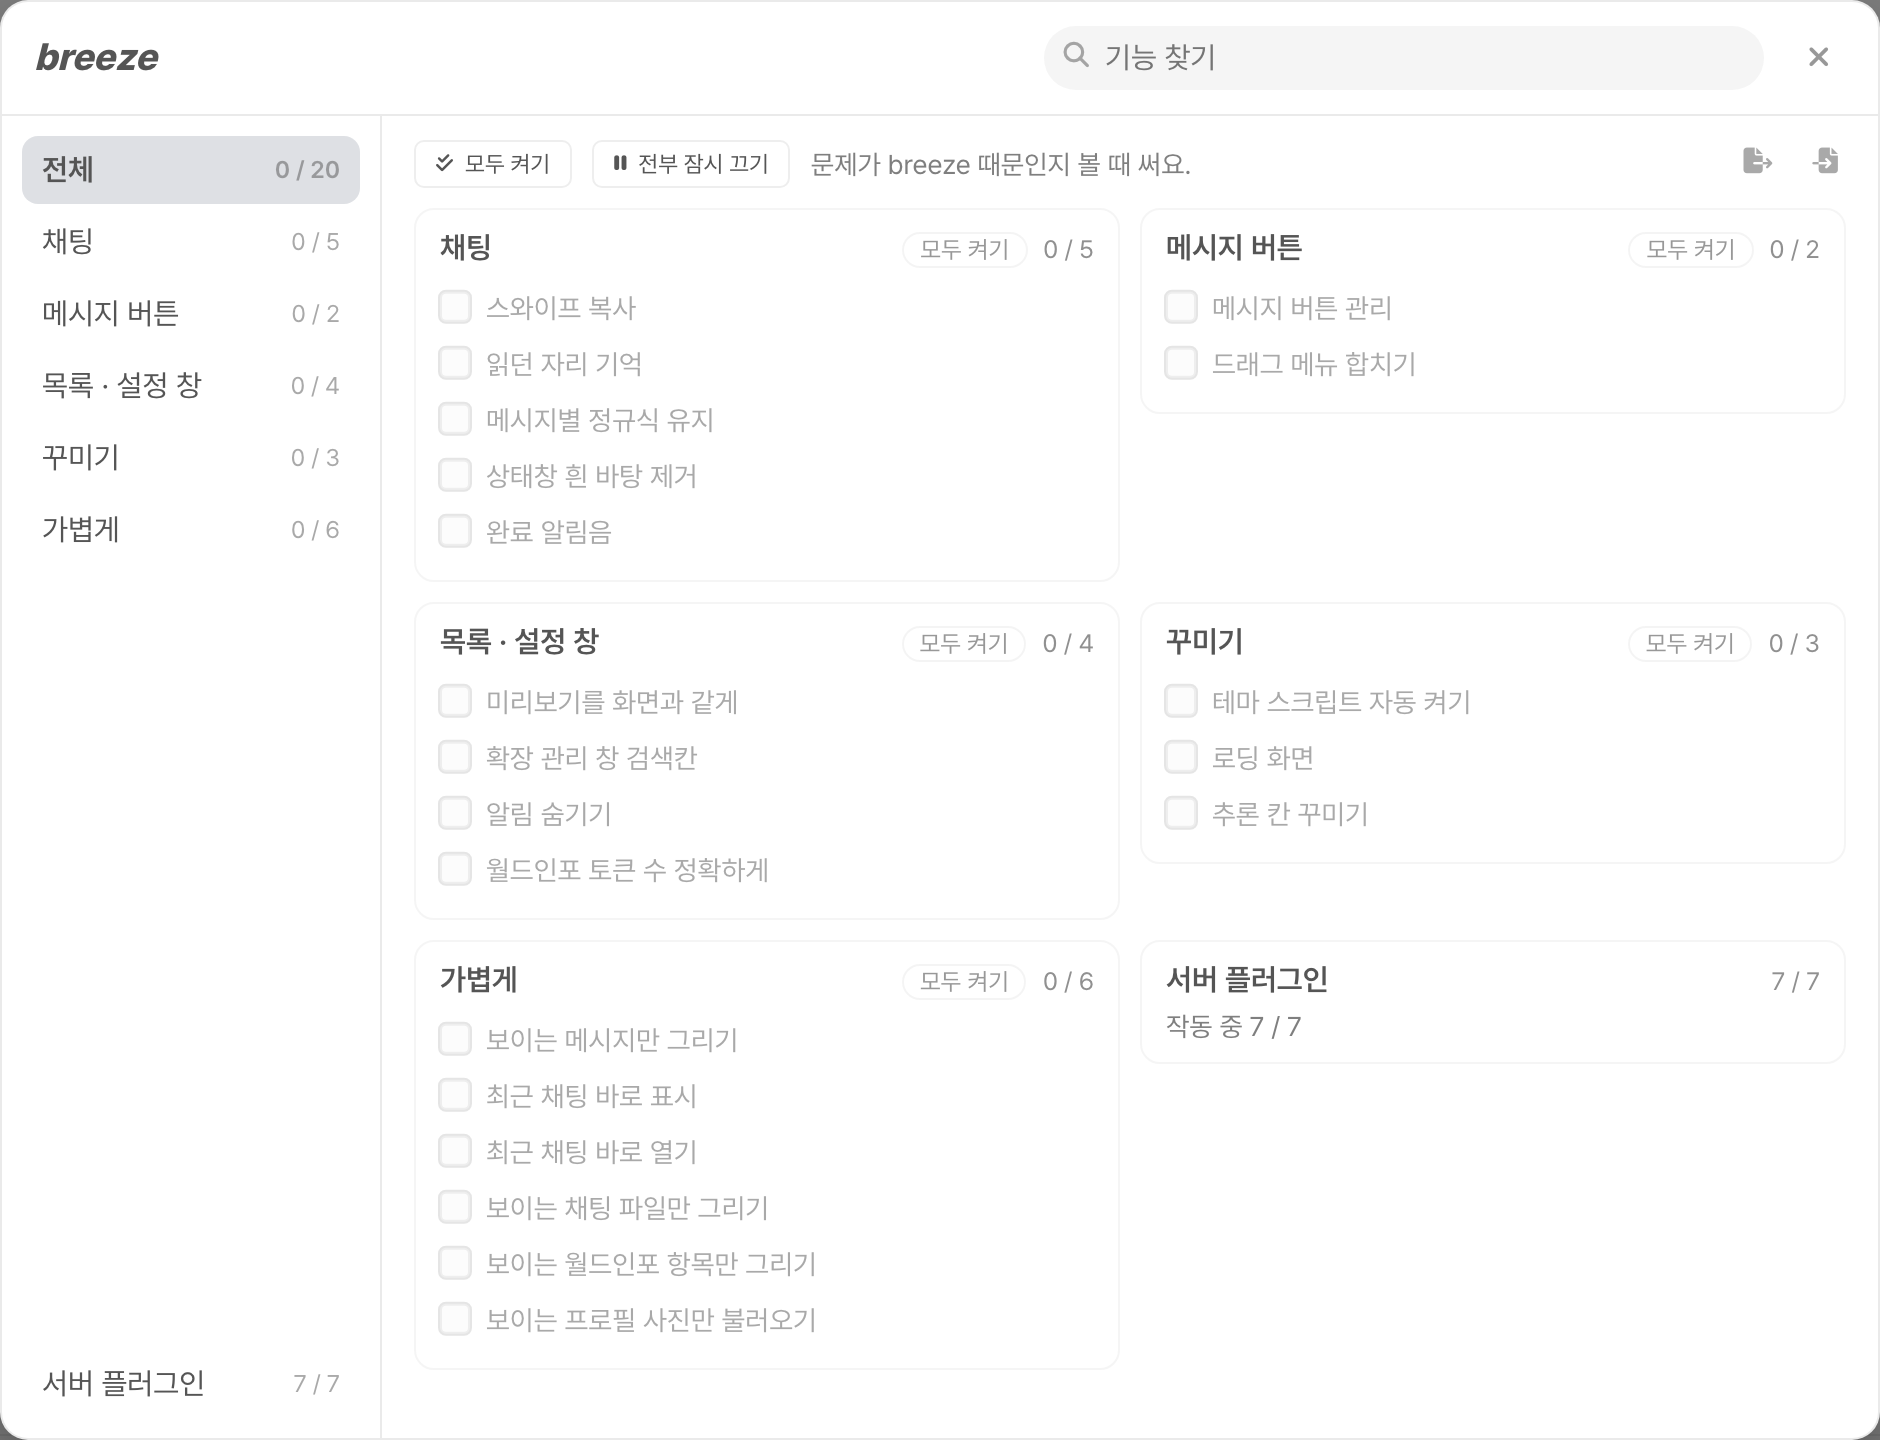 breeze
기능 찾기
전체 0 / 20
채팅 0 / 5
메시지 버튼 0 / 2
목록 · 설정 창 0 / 4
꾸미기 0 / 3
가볍게 0 / 6
서버 플러그인 7 / 7
모두 켜기 전부 잠시 끄기 문제가 breeze 때문인지 볼 때 써요.
채팅 모두 켜기 0 / 5
스와이프 복사
읽던 자리 기억
메시지별 정규식 유지
상태창 흰 바탕 제거
완료 알림음
메시지 버튼 모두 켜기 0 / 2
메시지 버튼 관리
드래그 메뉴 합치기
목록 · 설정 창 모두 켜기 0 / 4
미리보기를 화면과 같게
확장 관리 창 검색칸
알림 숨기기
월드인포 토큰 수 정확하게
꾸미기 모두 켜기 0 / 3
테마 스크립트 자동 켜기
로딩 화면
추론 칸 꾸미기
가볍게 모두 켜기 0 / 6
보이는 메시지만 그리기
최근 채팅 바로 표시
최근 채팅 바로 열기
보이는 채팅 파일만 그리기
보이는 월드인포 항목만 그리기
보이는 프로필 사진만 불러오기
서버 플러그인 7 / 7
작동 중 7 / 7